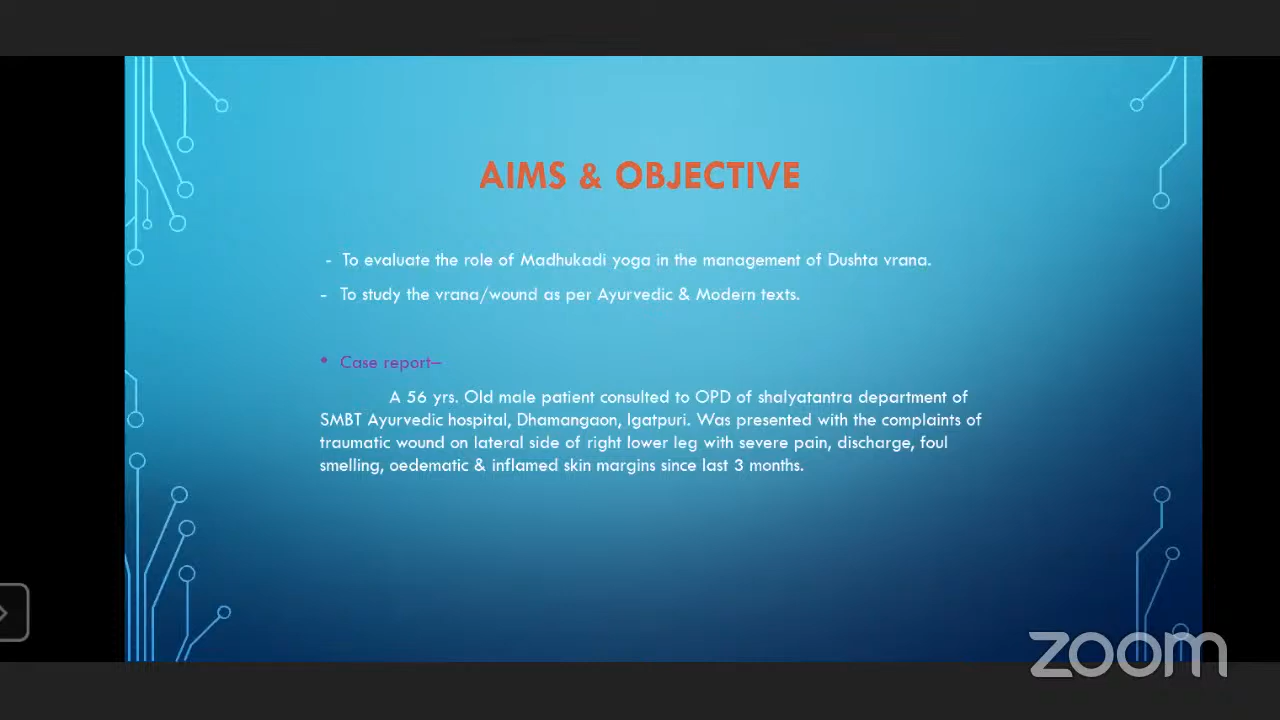 AIMS & OBJECTIVE
- To evaluate the role of Madhukadi yoga in the management of Dushta vrana.
- To study the vrana/wound as per Ayurvedic & Modern texts.
• Case report–
A 56 yrs. Old male patient consulted to OPD of shalyatantra department of
SMBT Ayurvedic hospital, Dhamangaon, Igatpuri. Was presented with the complaints of
traumatic wound on lateral side of right lower leg with severe pain, discharge, foul
smelling, oedematic & inflamed skin margins since last 3 months.
zoom